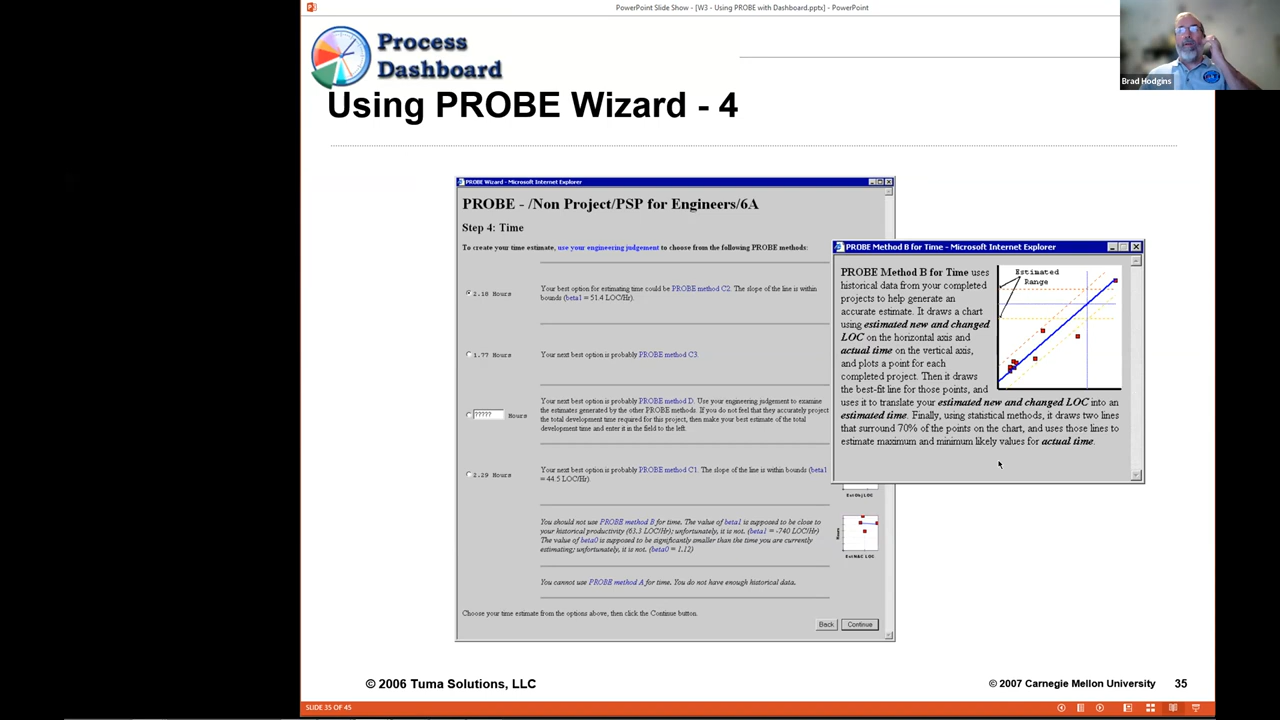 PowerPoint Slide Show - [W3 - Using PROBE with Dashboard.pptx] - PowerPoint
Brad Hodgins
Process
Dashboard
Using PROBE Wizard - 4
PROBE Wizard - Microsoft Internet Explorer
PROBE - /Non Project/PSP for Engineers/6A
Step 4: Time
To create your time estimate, use your engineering judgement to choose from the following PROBE methods:
2.18 Hours
Your best option for estimating time could be PROBE method C2. The slope of the line is within
bounds (beta1 = 51.4 LOC/Hr)
1.77 Hours
Your next best option is probably PROBE method C3.
????? Hours
Your next best option is probably PROBE method D. Use your engineering judgement to examine
the estimates generated by the other PROBE methods. If you do not feel that they accurately project
the total development time required for this project, then make your best estimate of the total
development time and enter it in the field to the left.
2.29 Hours
Your next best option is probably PROBE method C1. The slope of the line is within bounds (beta1
= 44.5 LOC/Hr).
Est Obj LOC
You should not use PROBE method B for time. The value of beta1 is supposed to be close to
your historical productivity (63.3 LOC/Hr); unfortunately, it is not. (beta1 = -740 LOC/Hr)
The value of beta0 is supposed to be significantly smaller than the time you are currently
estimating; unfortunately, it is not. (beta0 = 1.12)
Est N&C LOC
You cannot use PROBE method A for time. You do not have enough historical data.
Choose your time estimate from the options above, then click the Continue button.
Back
Continue
PROBE Method B for Time - Microsoft Internet Explorer
PROBE Method B for Time uses
historical data from your completed
projects to help generate an
accurate estimate. It draws a chart
using estimated new and changed
LOC on the horizontal axis and
actual time on the vertical axis,
and plots a point for each
completed project. Then it draws
the best-fit line for those points, and
uses it to translate your estimated new and changed LOC into an
estimated time. Finally, using statistical methods, it draws two lines
that surround 70% of the points on the chart, and uses those lines to
estimate maximum and minimum likely values for actual time.
Estimated
Range
© 2006 Tuma Solutions, LLC
© 2007 Carnegie Mellon University
35
SLIDE 35 OF 45